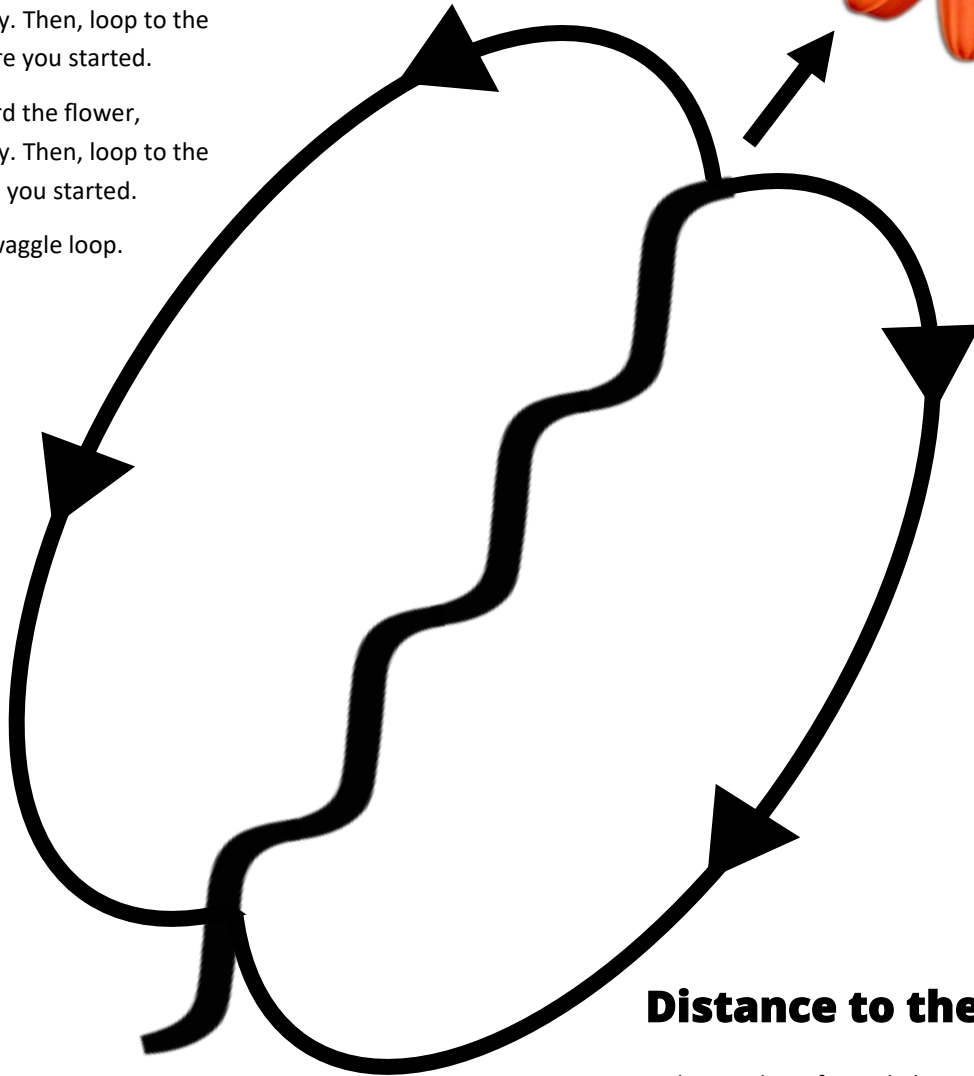 y. Then, loop to the
re you started.
rd the flower,
y. Then, loop to the
you started.
waggle loop.
Distance to the